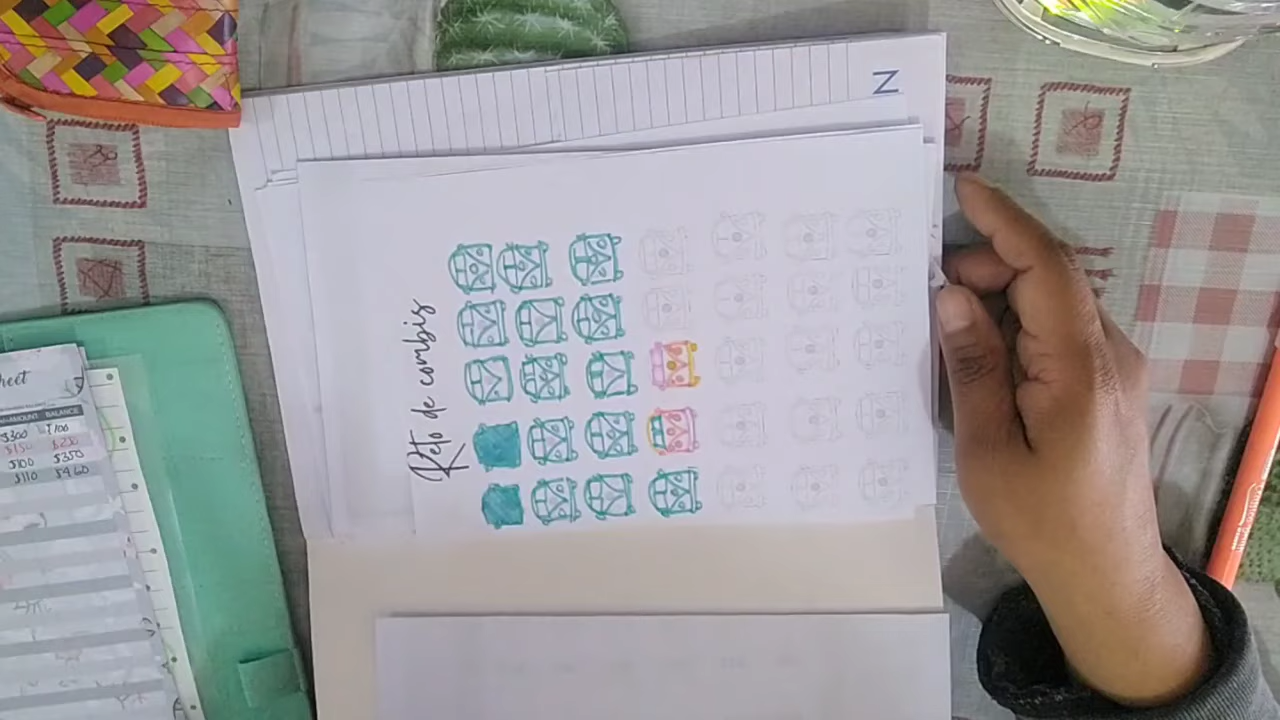 Reto de combis
N
heet
AMOUNT BALANCE
$300 $100
$150 $250
$100 $350
$110 $460